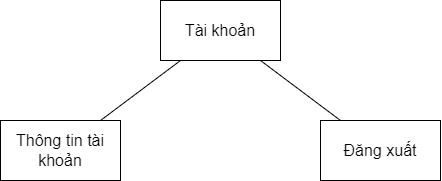 Tài khoản
Thông tin tài
khoản
Đăng xuất